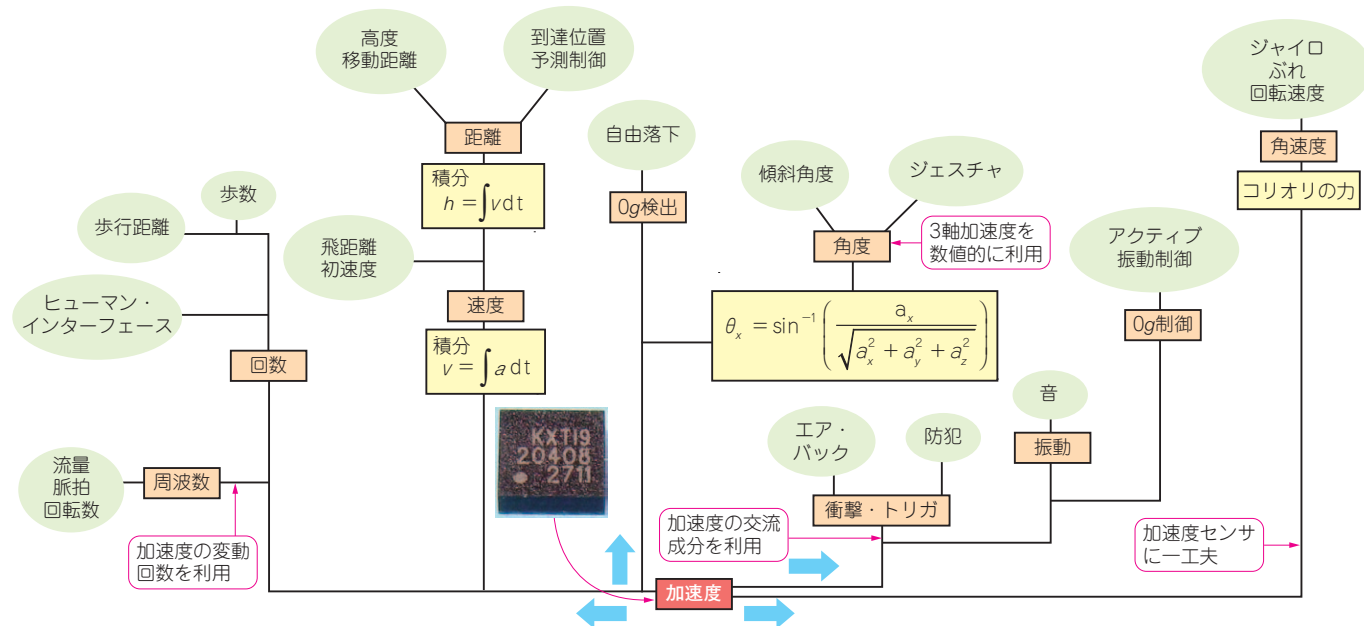 高度
移動距離
到達位置
予測制御
ジャイロ
ぶれ
回転速度
距離
自由落下
角速度
積分
h = ∫v dt
傾斜角度
ジェスチャ
コリオリの力
歩数
0g検出
歩行距離
角度
3軸加速度を
数値的に利用
アクティブ
振動制御
飛距離
初速度
ヒューマン・
インターフェース
速度
θx = sin⁻¹(ax / √(ax² + ay² + az²))
0g制御
積分
v = ∫a dt
回数
音
KXTI9
20408
2711
エア・
バック
防犯
振動
流量
脈拍
回転数
周波数
衝撃・トリガ
加速度の変動
回数を利用
加速度の交流
成分を利用
加速度センサ
に一工夫
加速度